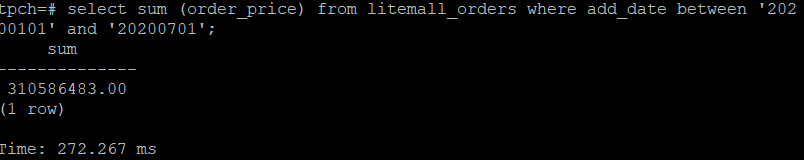 tpch=# select sum (order_price) from litemall_orders where add_date between '202
00101' and '20200701';
     sum
--------------
 310586483.00
(1 row)
Time: 272.267 ms